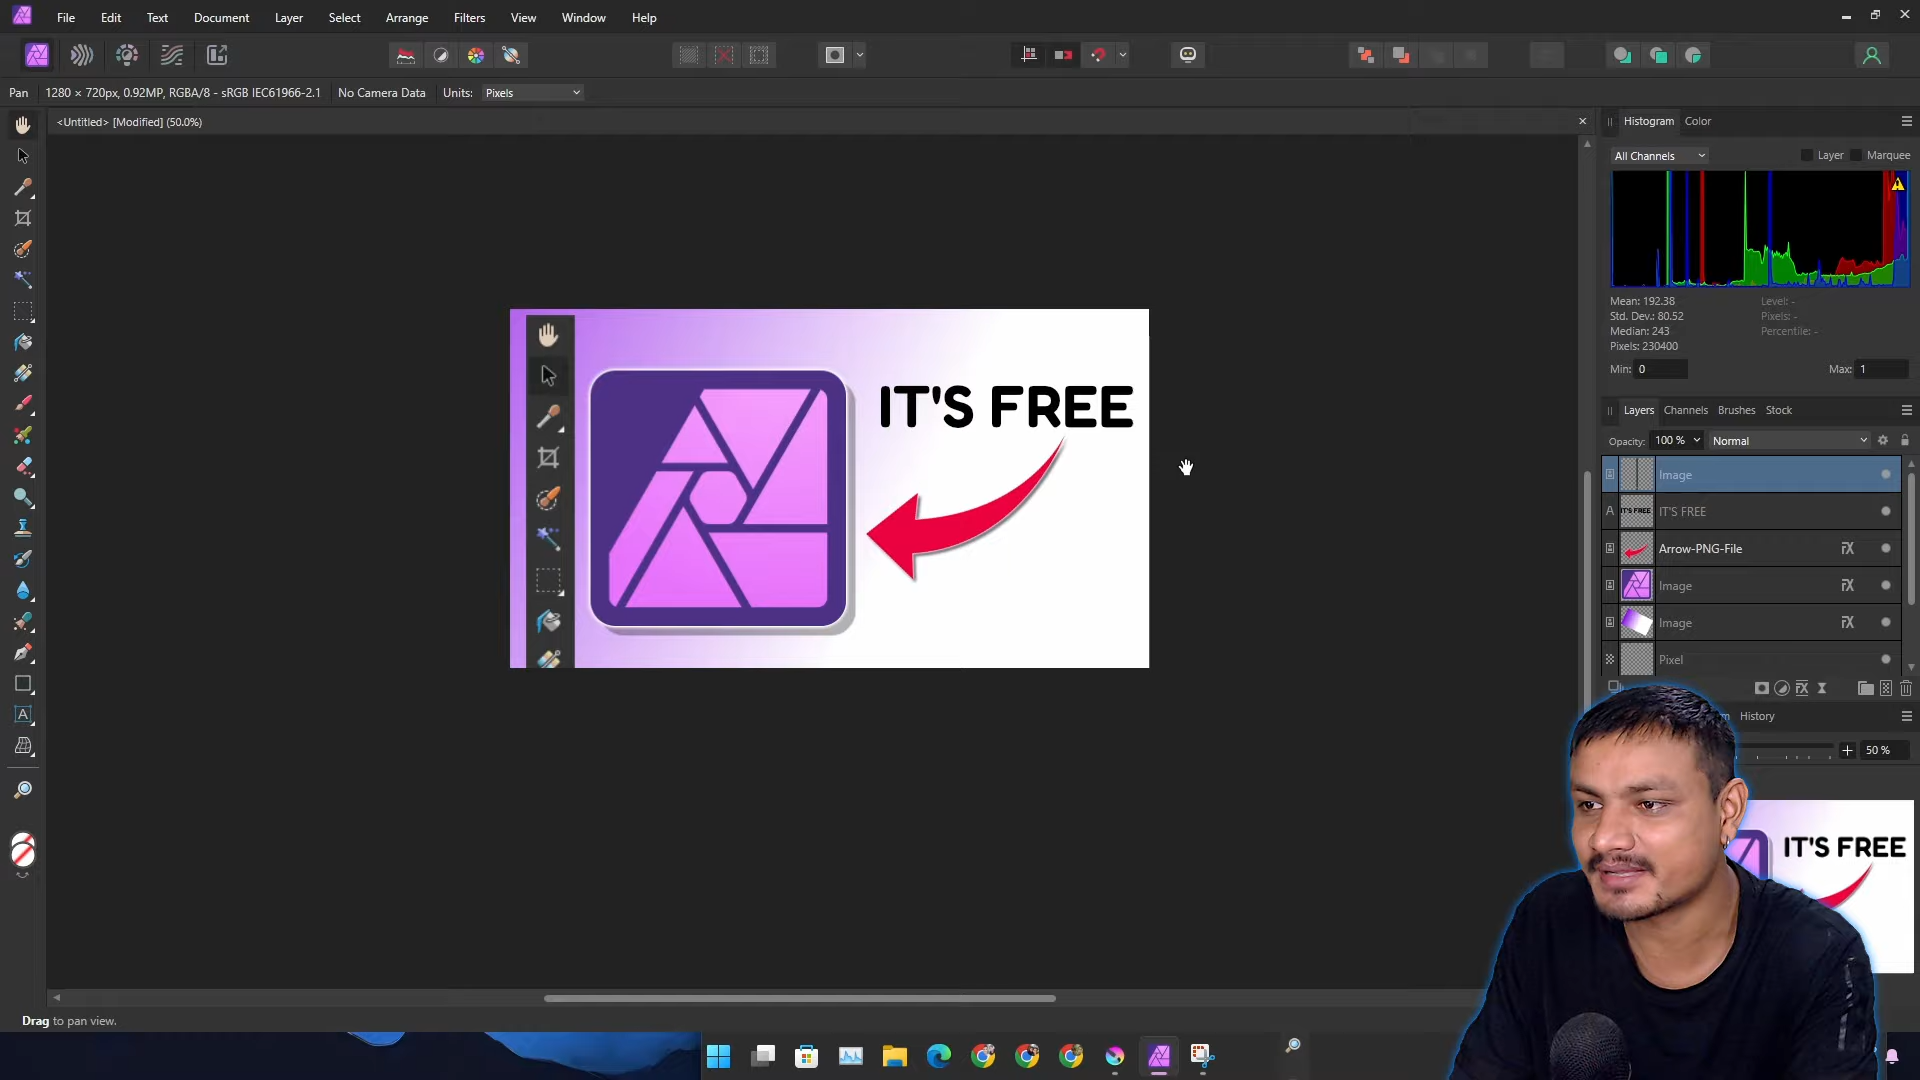 File Edit Text Document Layer Select Arrange Filters View Window Help
Pan 1280 × 720px, 0.92MP, RGBA/8 - sRGB IEC61966-2.1 No Camera Data Units: Pixels
<Untitled> [Modified] (50.0%)
Histogram Color
All Channels Layer Marquee
Mean: 192.38 Level: -
Std. Dev.: 80.52 Pixels: -
Median: 243 Percentile: -
Pixels: 230400
Min: 0 Max: 1
Layers Channels Brushes Stock
Opacity: 100 % Normal
Image
A IT'S FREE IT'S FREE
Arrow-PNG-File
Image
Image
Pixel
History
50 %
IT'S FREE
IT'S FREE
A
Drag to pan view.